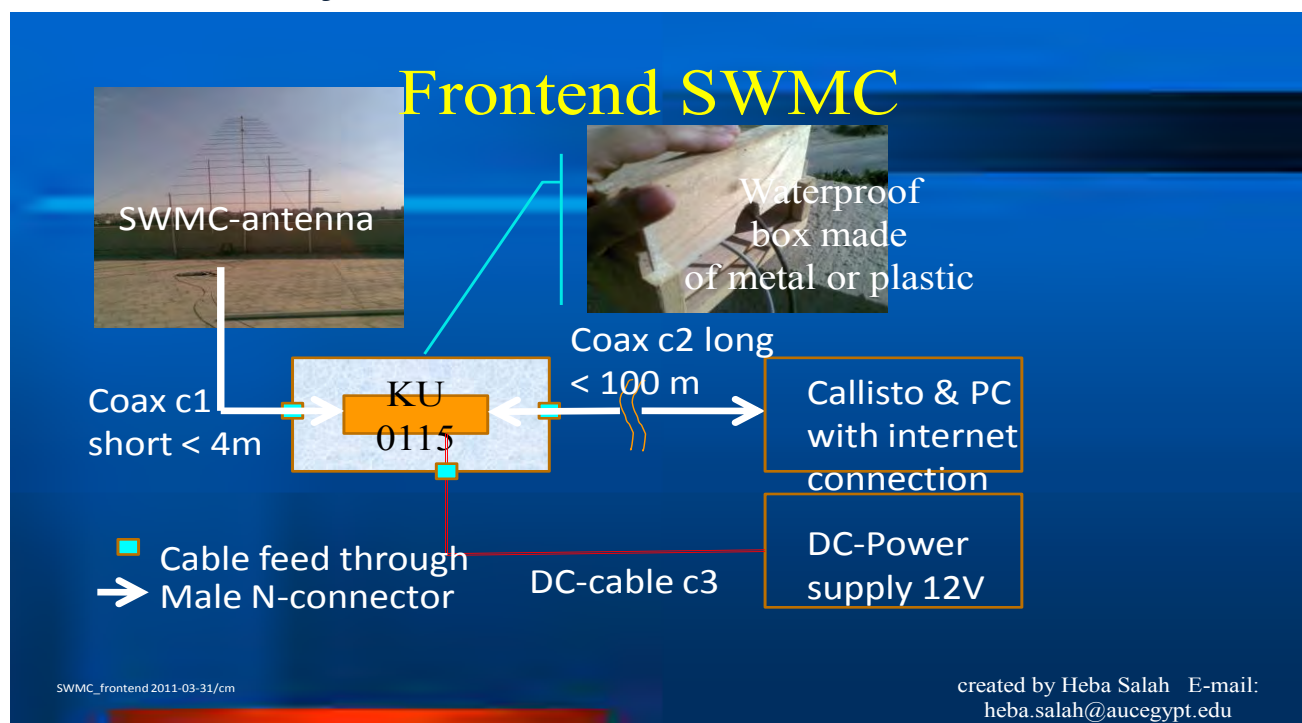 Frontend SWMC
SWMC-antenna
Waterproof
box made
of metal or plastic
Coax c1
short < 4m
KU
0115
Coax c2 long
< 100 m
Callisto & PC
with internet
connection
Cable feed through
Male N-connector
DC-cable c3
DC-Power
supply 12V
SWMC_frontend 2011-03-31/cm
created by Heba Salah E-mail:
heba.salah@aucegypt.edu